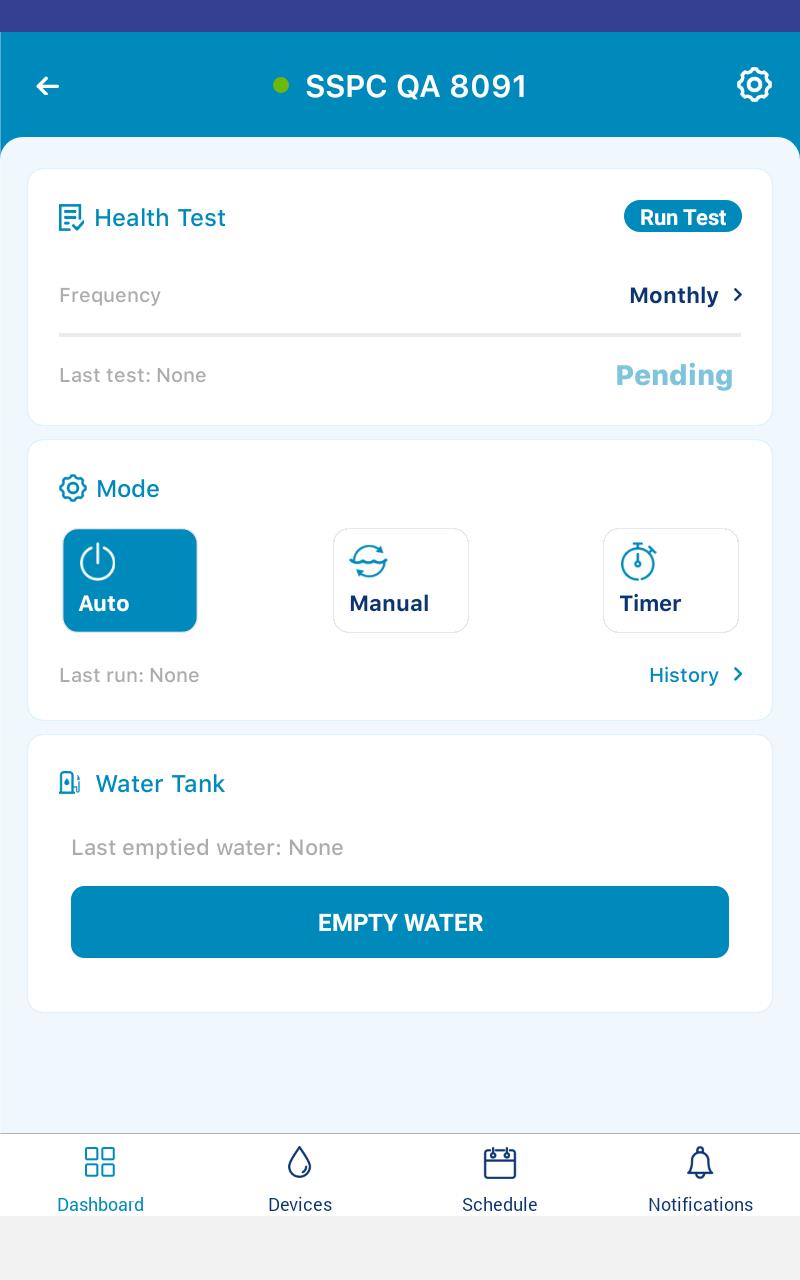 SSPC QA 8091
Health Test
Run Test
Frequency
Monthly
Last test: None
Pending
Mode
Auto
Manual
Timer
Last run: None
History
Water Tank
Last emptied water: None
EMPTY WATER
Dashboard
Devices
Schedule
Notifications